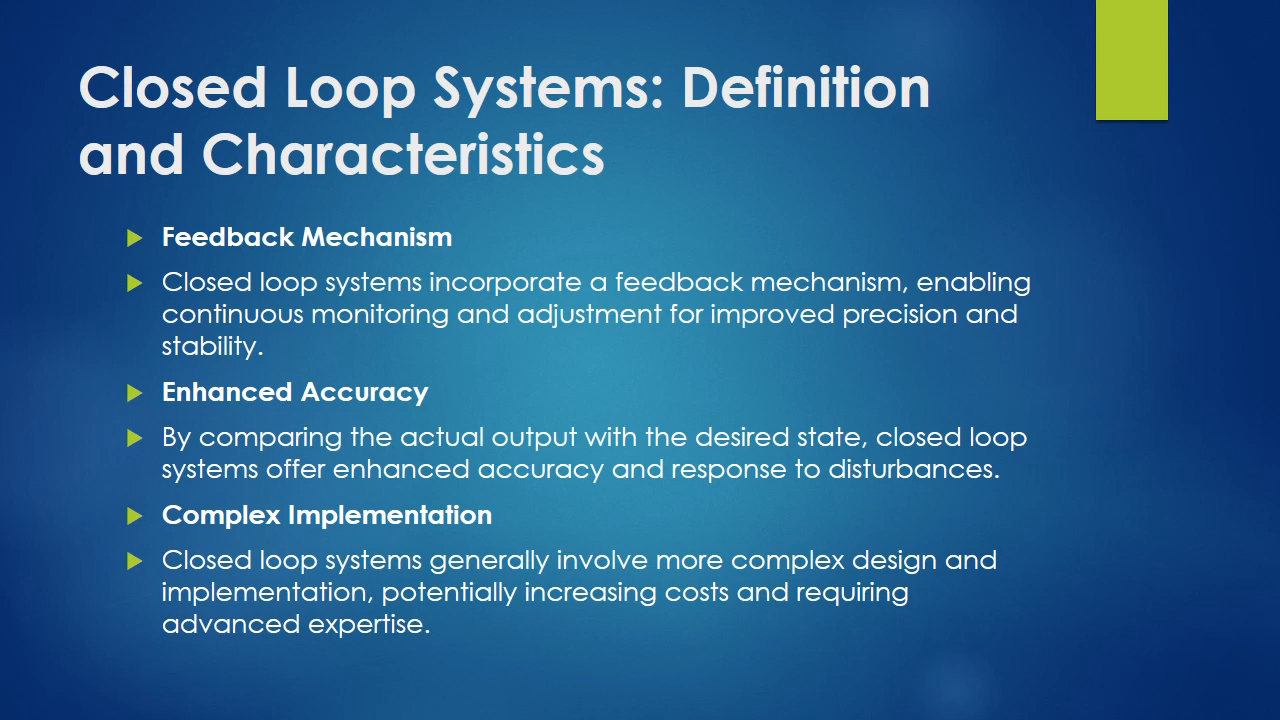 Closed Loop Systems: Definition
and Characteristics
Feedback Mechanism
Closed loop systems incorporate a feedback mechanism, enabling
continuous monitoring and adjustment for improved precision and
stability.
Enhanced Accuracy
By comparing the actual output with the desired state, closed loop
systems offer enhanced accuracy and response to disturbances.
Complex Implementation
Closed loop systems generally involve more complex design and
implementation, potentially increasing costs and requiring
advanced expertise.